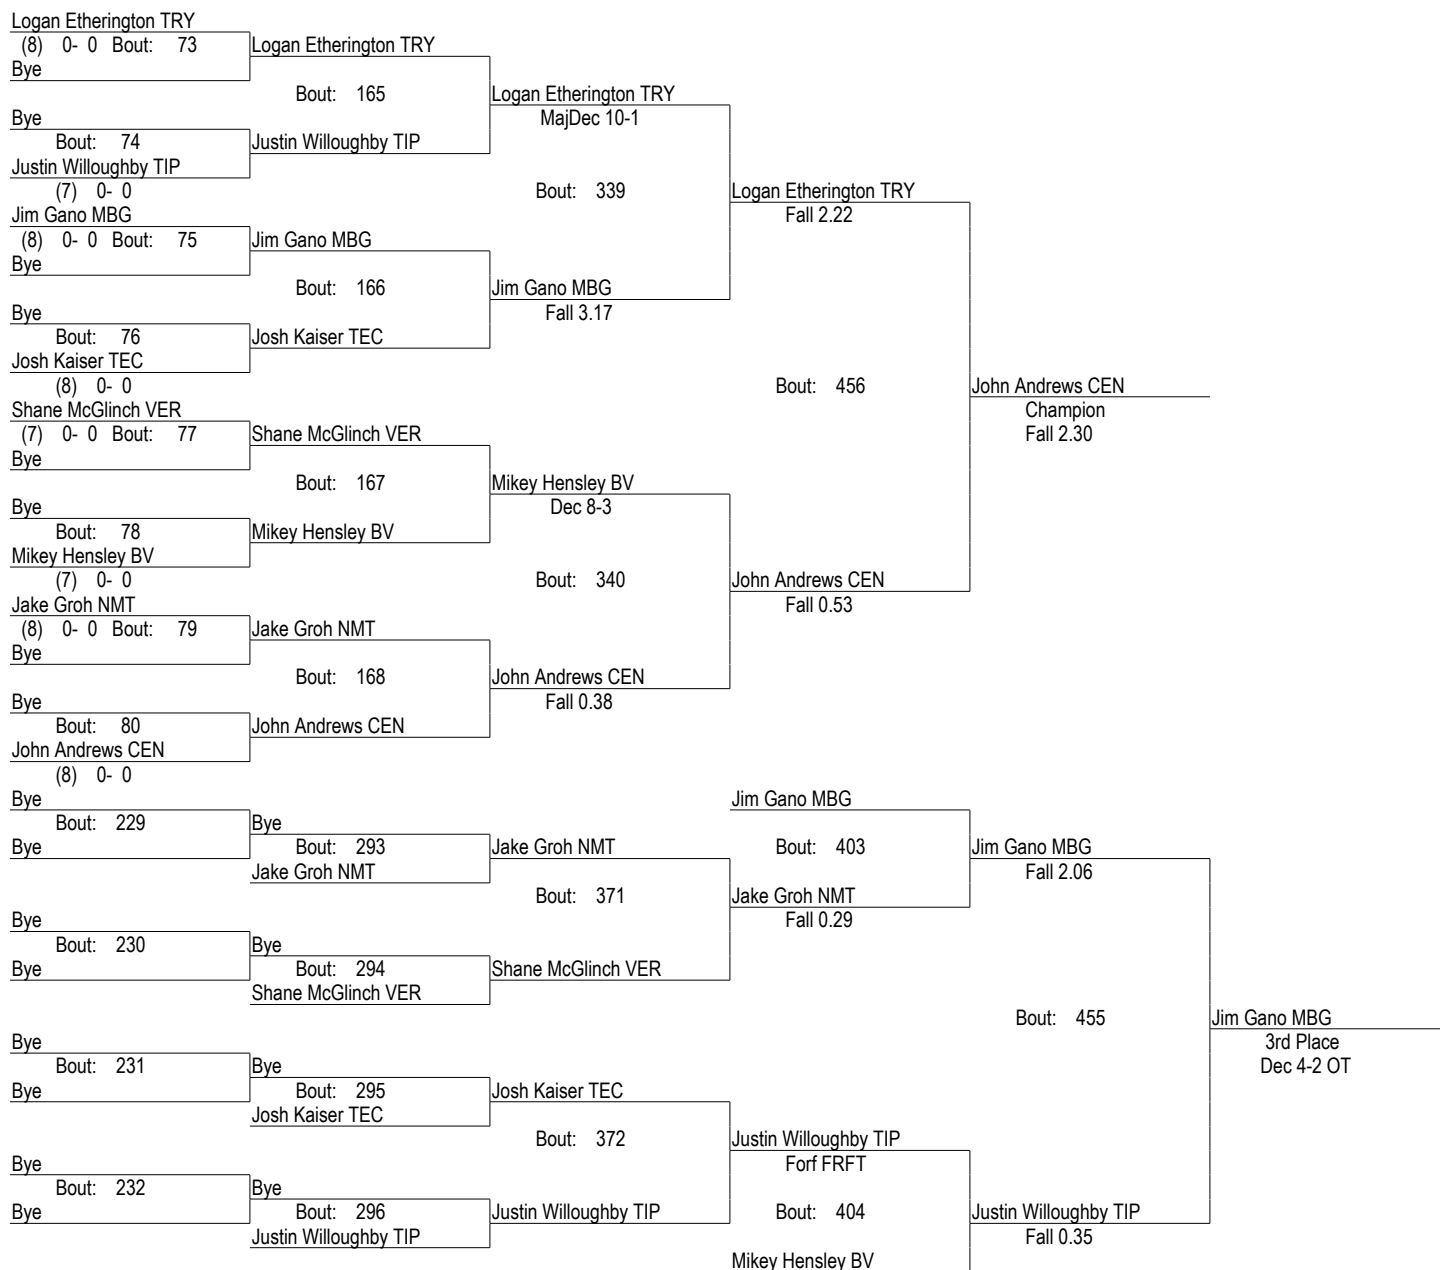 Logan Etherington TRY
(8) 0- 0 Bout: 73 Logan Etherington TRY
Bye
Bout: 165 Logan Etherington TRY
Bye MajDec 10-1
Bout: 74 Justin Willoughby TIP
Justin Willoughby TIP
(7) 0- 0 Bout: 339 Logan Etherington TRY
Jim Gano MBG Fall 2.22
(8) 0- 0 Bout: 75 Jim Gano MBG
Bye
Bout: 166 Jim Gano MBG
Bye Fall 3.17
Bout: 76 Josh Kaiser TEC
Josh Kaiser TEC
(8) 0- 0 Bout: 456 John Andrews CEN
Shane McGlinch VER Champion
(7) 0- 0 Bout: 77 Shane McGlinch VER Fall 2.30
Bye
Bout: 167 Mikey Hensley BV
Bye Dec 8-3
Bout: 78 Mikey Hensley BV
Mikey Hensley BV
(7) 0- 0 Bout: 340 John Andrews CEN
Jake Groh NMT Fall 0.53
(8) 0- 0 Bout: 79 Jake Groh NMT
Bye
Bout: 168 John Andrews CEN
Bye Fall 0.38
Bout: 80 John Andrews CEN
John Andrews CEN
(8) 0- 0
Bye Jim Gano MBG
Bout: 229 Bye
Bye Bout: 293 Jake Groh NMT Bout: 403 Jim Gano MBG
Jake Groh NMT Fall 2.06
Bout: 371 Jake Groh NMT
Bye Fall 0.29
Bout: 230 Bye
Bye Bout: 294 Shane McGlinch VER
Shane McGlinch VER
Bout: 455 Jim Gano MBG
Bye 3rd Place
Bout: 231 Bye Dec 4-2 OT
Bye Bout: 295 Josh Kaiser TEC
Josh Kaiser TEC
Bout: 372 Justin Willoughby TIP
Bye Forf FRFT
Bout: 232 Bye
Bye Bout: 296 Justin Willoughby TIP Bout: 404 Justin Willoughby TIP
Justin Willoughby TIP Fall 0.35
Mikey Hensley BV